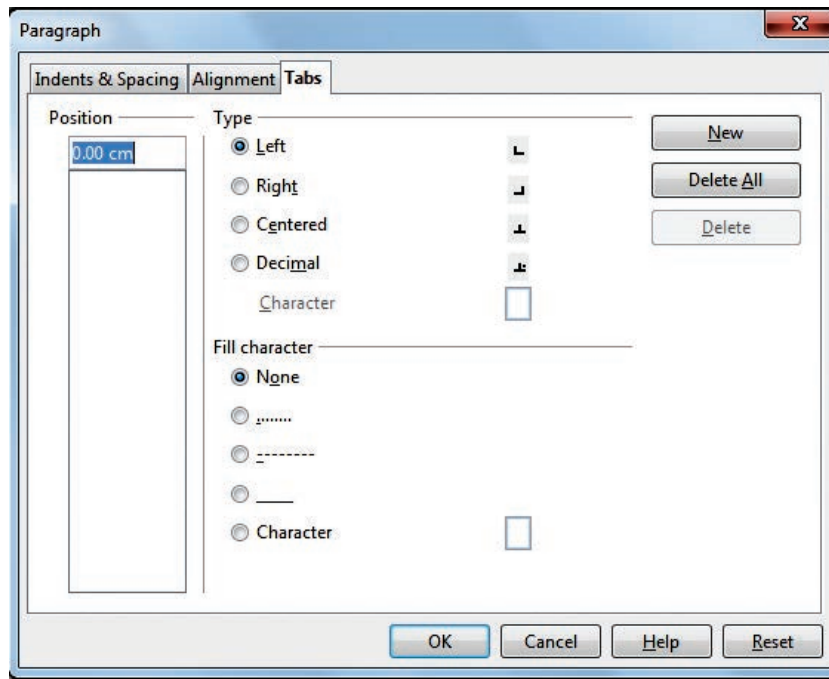 Paragraph
Indents & Spacing Alignment Tabs
Position
0.00 cm
Type
Left
Right
Centered
Decimal
Character
Fill character
None
........
--------
____
Character
New
Delete All
Delete
OK Cancel Help Reset